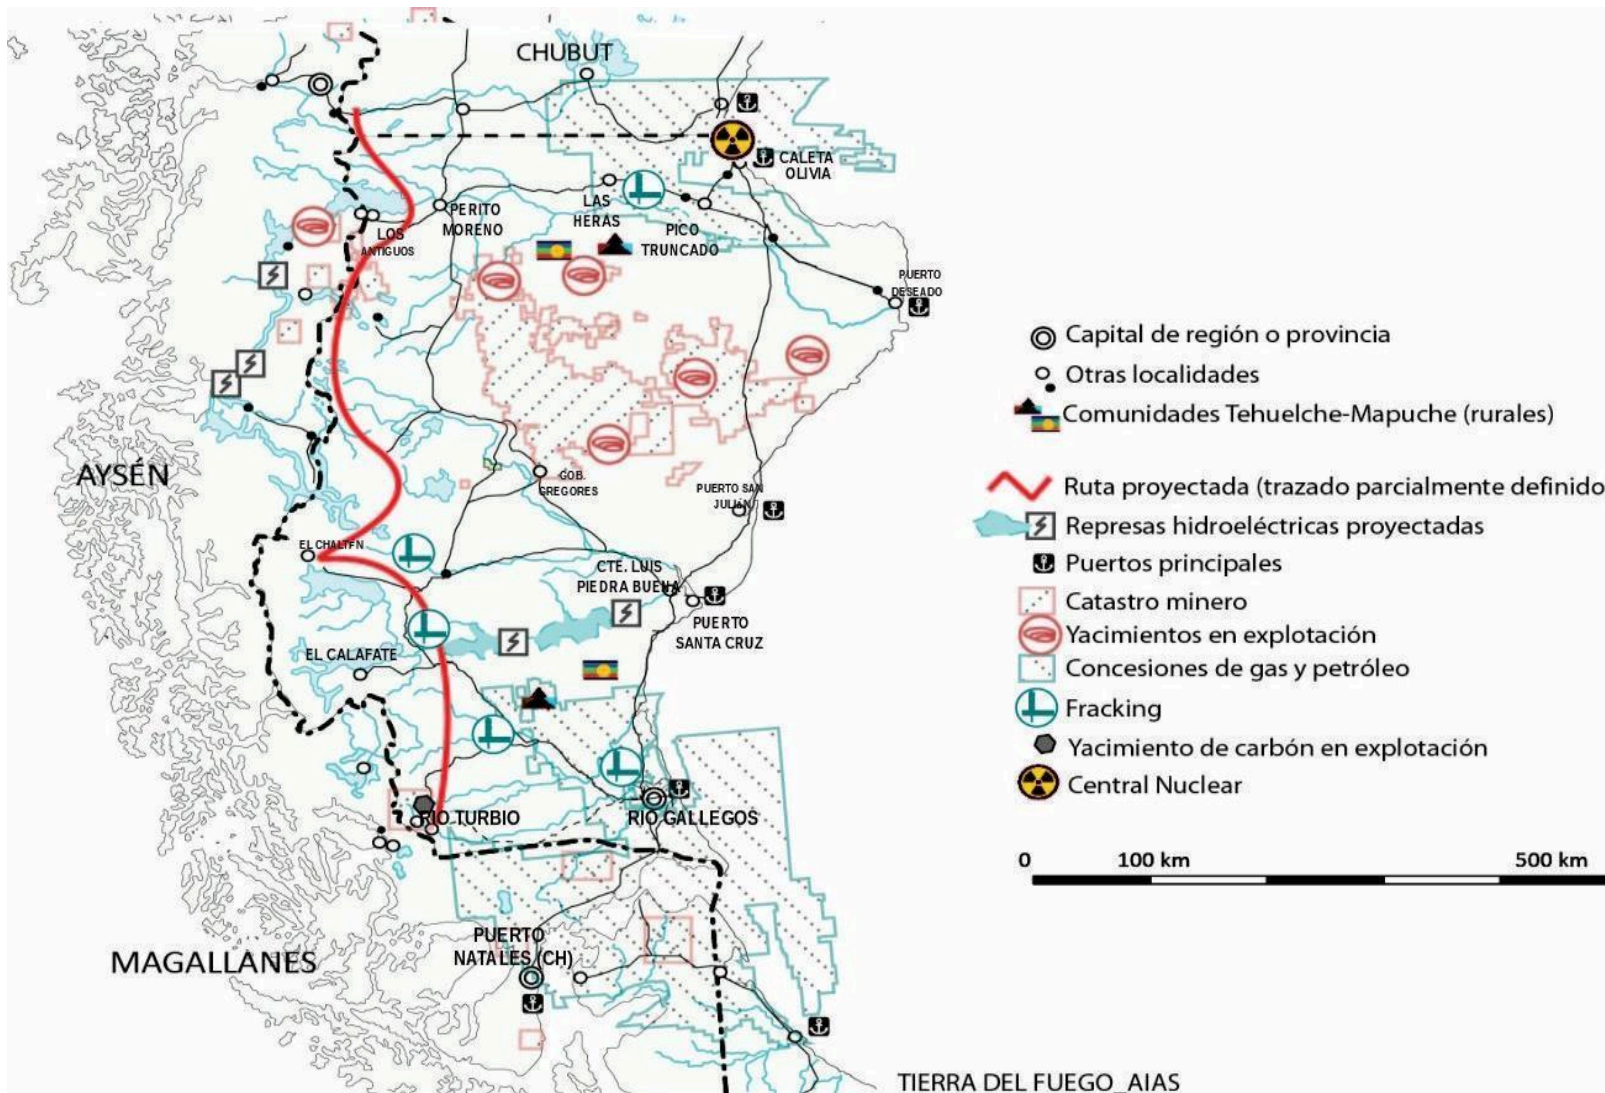 CHUBUT
CALETA
OLIVIA
LAS
HERAS
PERITO
MORENO
PICO
TRUNCADO
LOS
ANTIGUOS
PUERTO
DESEADO
AYSÉN
GOB.
GREGORES
PUERTO SAN
JULIÁN
EL CHALTEN
CTE. LUIS
PIEDRA BUENA
PUERTO
SANTA CRUZ
EL CALAFATE
RIO TURBIO
RIO GALLEGOS
PUERTO
NATALES (CH)
MAGALLANES
TIERRA DEL FUEGO_AIAS
Capital de región o provincia
Otras localidades
Comunidades Tehuelche-Mapuche (rurales)
Ruta proyectada (trazado parcialmente definido
Represas hidroeléctricas proyectadas
Puertos principales
Catastro minero
Yacimientos en explotación
Concesiones de gas y petróleo
Fracking
Yacimiento de carbón en explotación
Central Nuclear
0 100 km 500 km